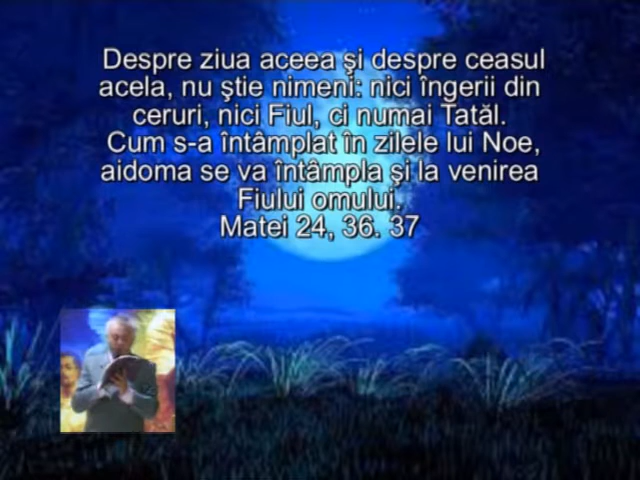 Despre ziua aceea şi despre ceasul
acela, nu ştie nimeni: nici îngerii din
ceruri, nici Fiul, ci numai Tatăl.
Cum s-a întâmplat în zilele lui Noe,
aidoma se va întâmpla şi la venirea
Fiului omului.
Matei 24, 36. 37